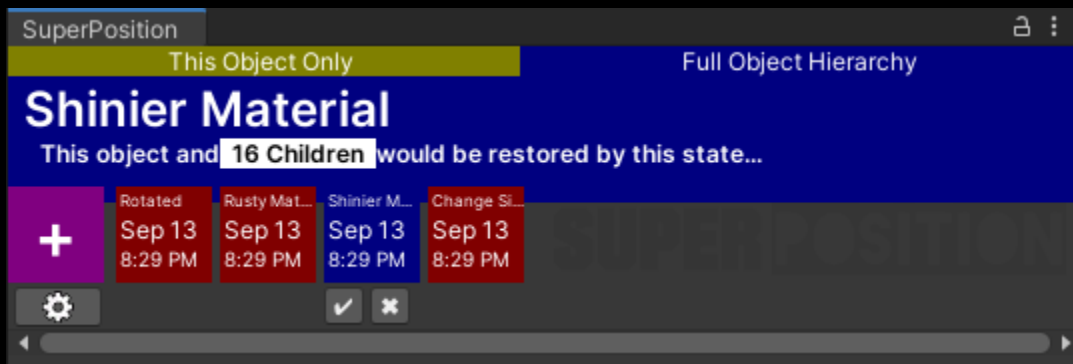 SuperPosition
This Object Only
Full Object Hierarchy
Shinier Material
This object and 16 Children would be restored by this state...
+
Rotated
Sep 13
8:29 PM
Rusty Mat...
Sep 13
8:29 PM
Shinier M...
Sep 13
8:29 PM
Change Si...
Sep 13
8:29 PM
SUPERPOSITION